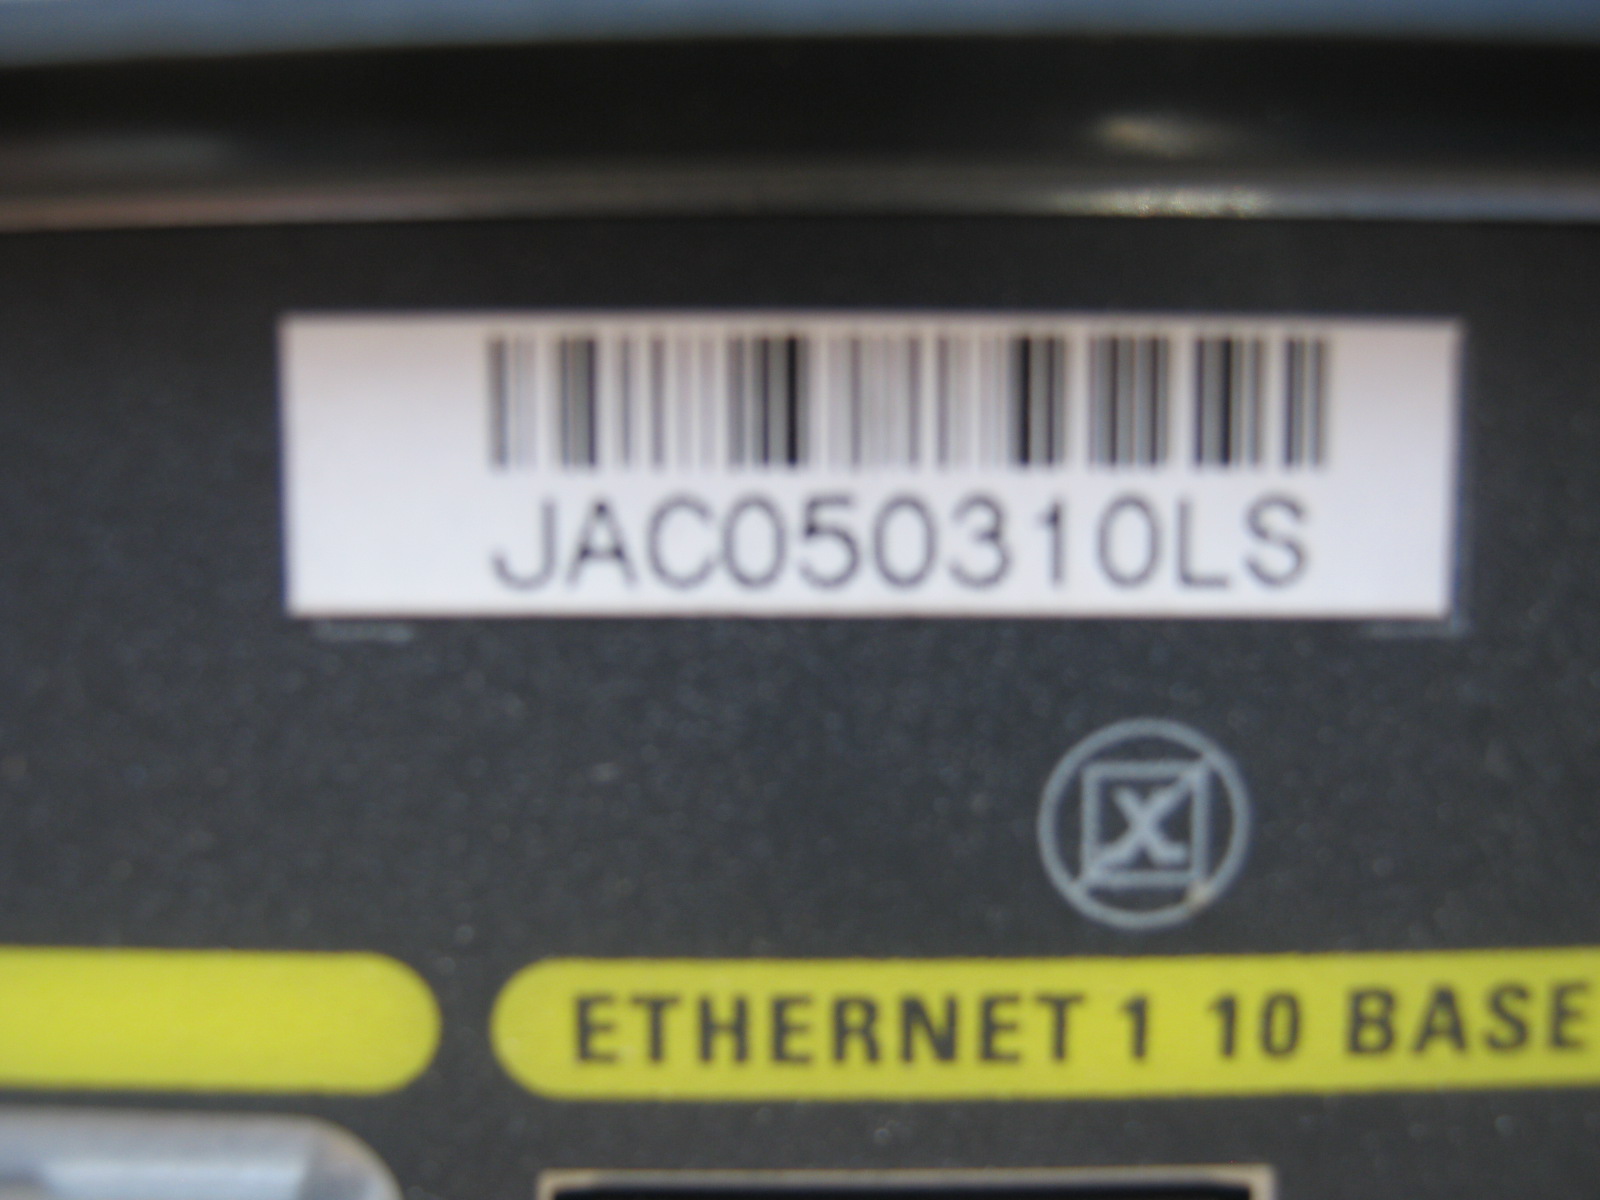 JAC050310LS
X
ETHERNET 1 10 BASE